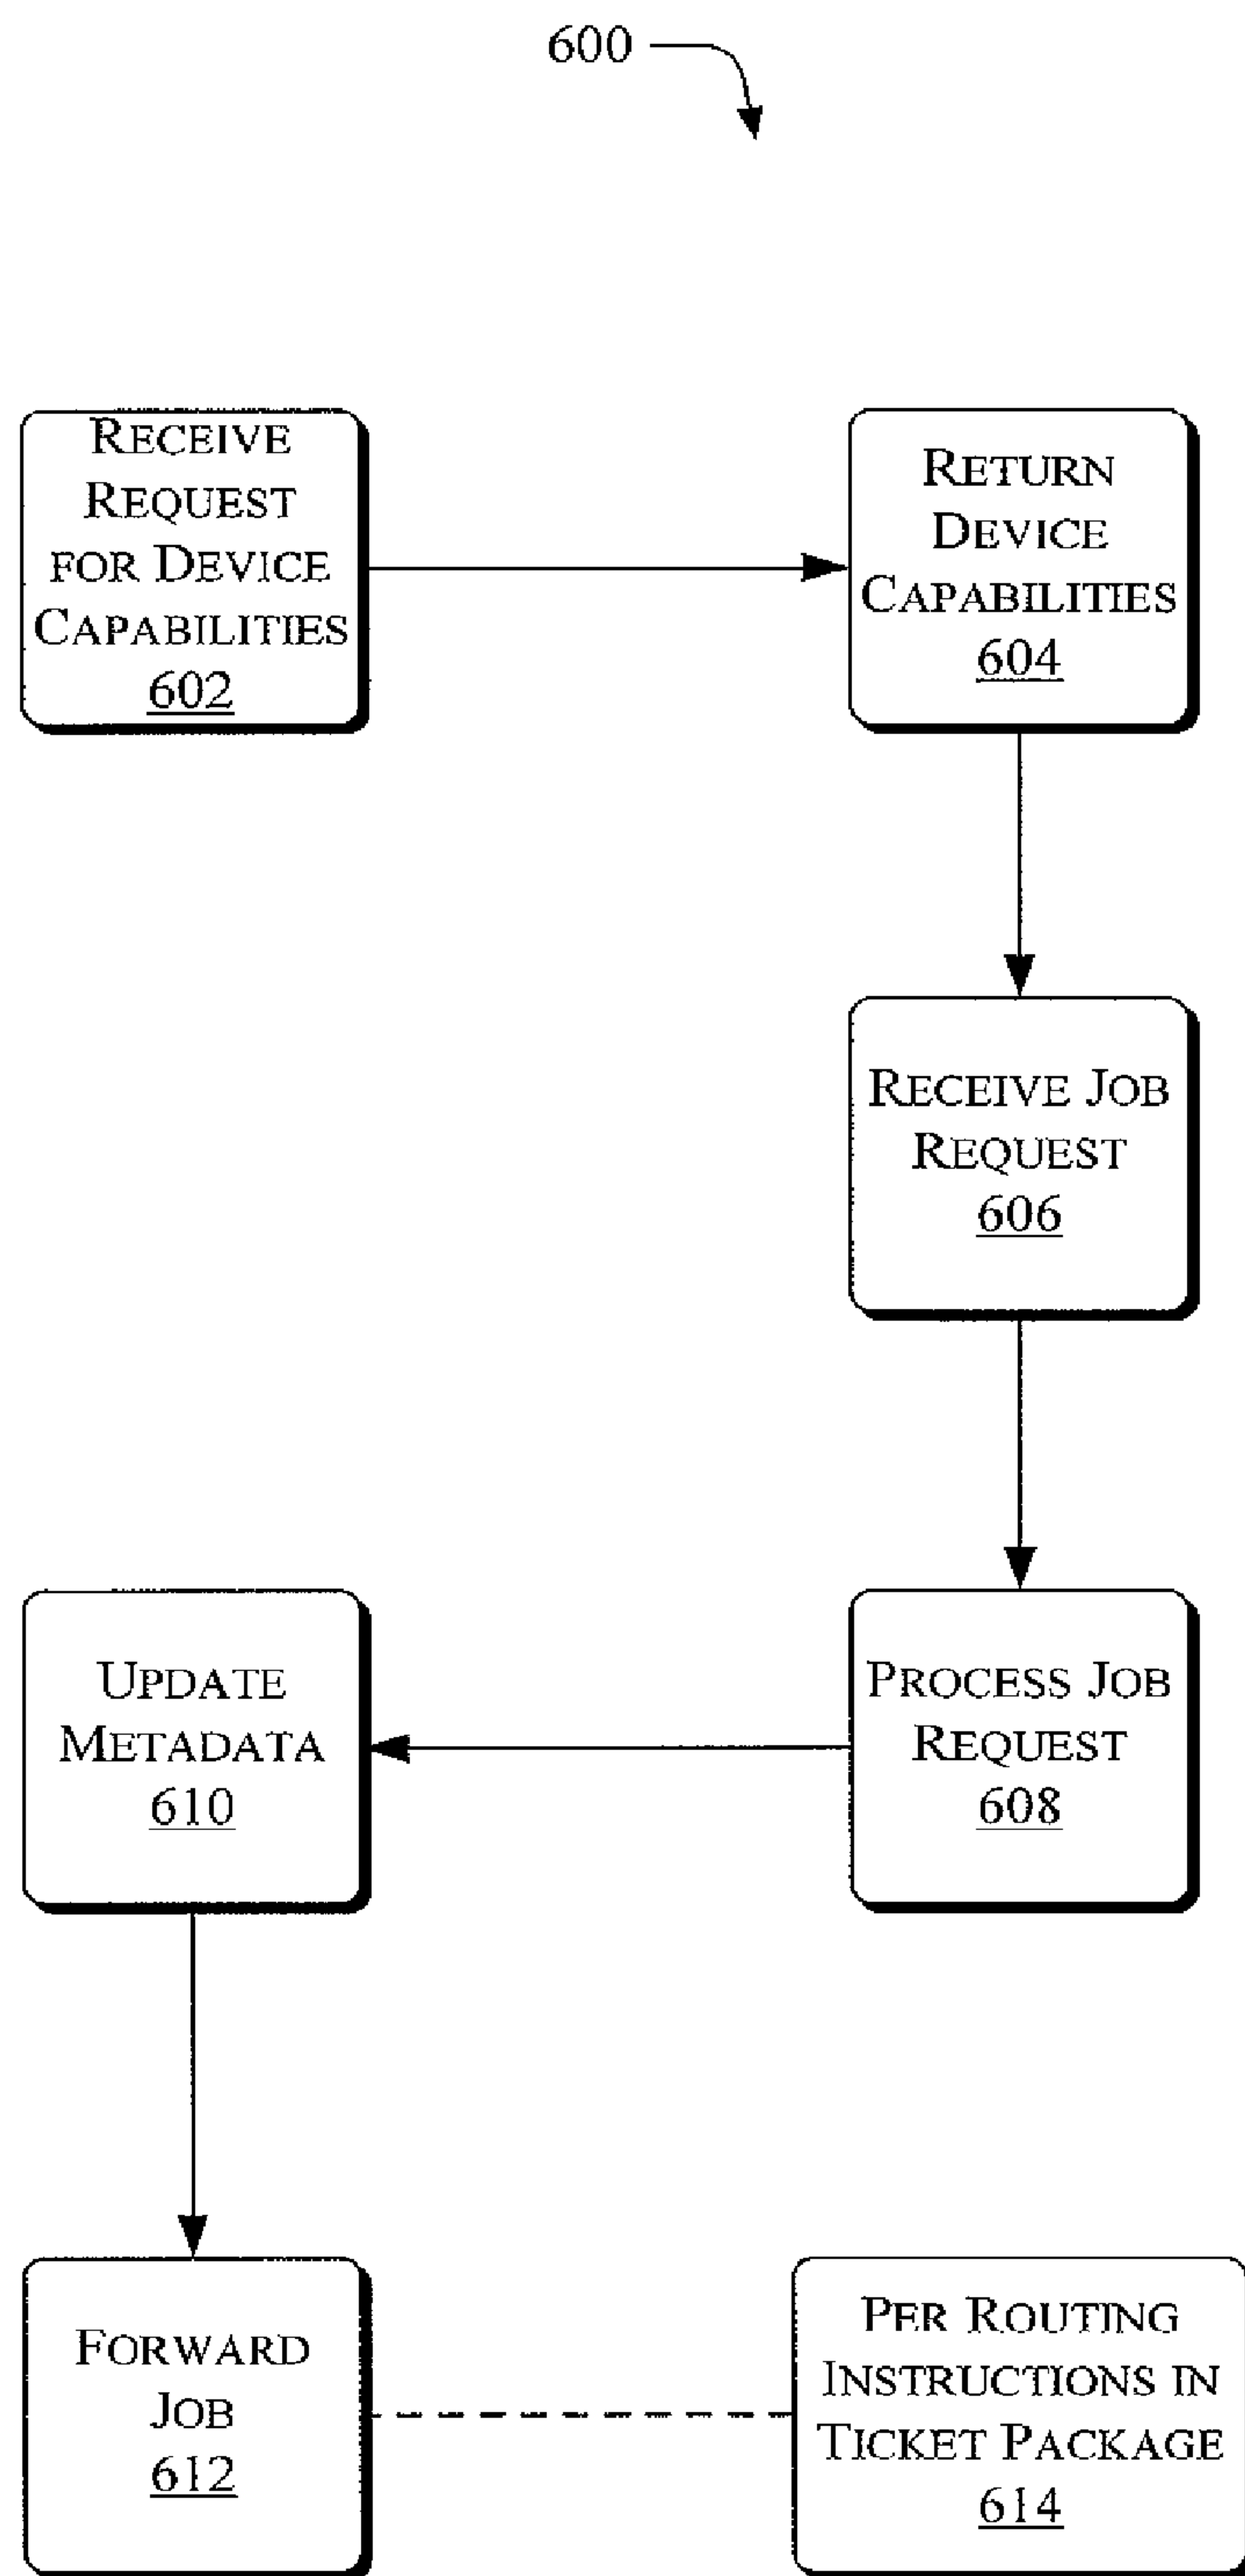 600
RECEIVE
REQUEST
FOR DEVICE
CAPABILITIES
602
RETURN
DEVICE
CAPABILITIES
604
RECEIVE JOB
REQUEST
606
PROCESS JOB
REQUEST
608
UPDATE
METADATA
610
FORWARD
JOB
612
PER ROUTING
INSTRUCTIONS IN
TICKET PACKAGE
614